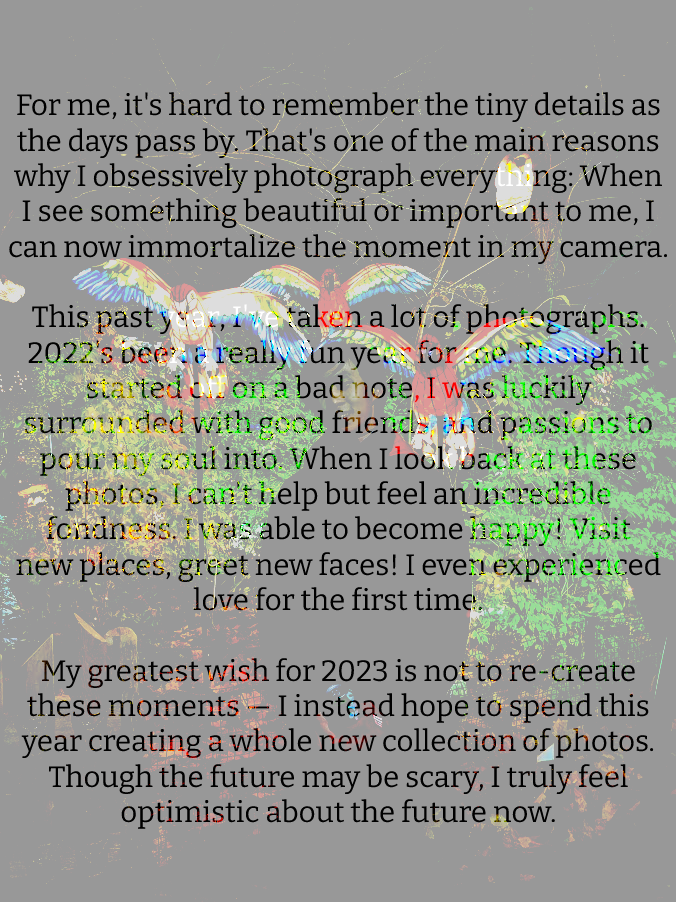 For me, it's hard to remember the tiny details as
the days pass by. That's one of the main reasons
why I obsessively photograph everything: When
I see something beautiful or important to me, I
can now immortalize the moment in my camera.
This past year, I've taken a lot of photographs.
2022's been a really fun year for me. Though it
started off on a bad note, I was luckily
surrounded with good friends, and passions to
pour my soul into. When I look back at these
photos, I can't help but feel an incredible
fondness. I was able to become happy! Visit
new places, greet new faces! I even experienced
love for the first time.
My greatest wish for 2023 is not to re-create
these moments — I instead hope to spend this
year creating a whole new collection of photos.
Though the future may be scary, I truly feel
optimistic about the future now.